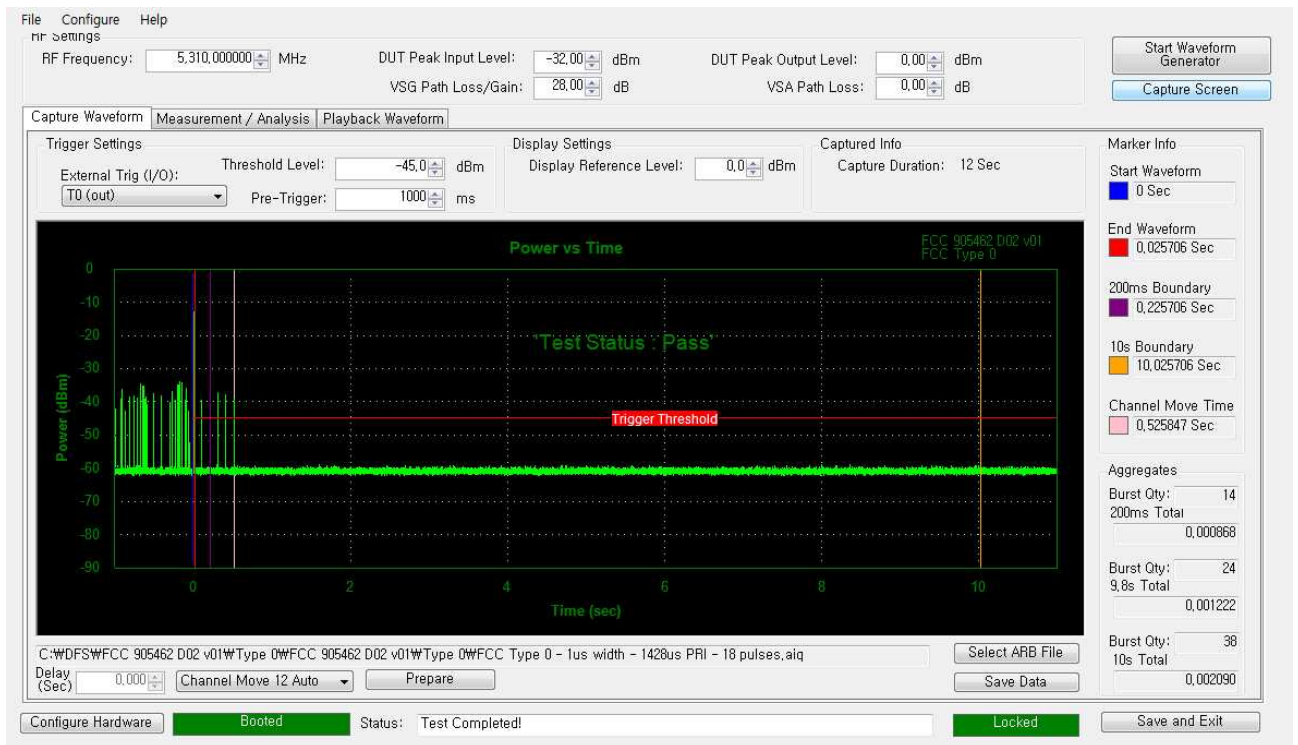 File Configure Help
RF Settings
RF Frequency: 5,310,000000 MHz DUT Peak Input Level: -32,00 dBm DUT Peak Output Level: 0,00 dBm
VSG Path Loss/Gain: 28,00 dB VSA Path Loss: 0,00 dB
Start Waveform
Generator
Capture Screen
Capture Waveform Measurement / Analysis Playback Waveform
Trigger Settings
External Trig (I/O):
T0 (out)
Threshold Level: -45,0 dBm
Pre-Trigger: 1000 ms
Display Settings
Display Reference Level: 0,0 dBm
Captured Info
Capture Duration: 12 Sec
Power vs Time
FCC 905462 D02 v01
FCC Type 0
'Test Status : Pass'
Trigger Threshold
Power (dBm)
0
-10
-20
-30
-40
-50
-60
-70
-80
-90
0 2 4 6 8 10
Time (sec)
Marker Info
Start Waveform
0 Sec
End Waveform
0,025706 Sec
200ms Boundary
0,225706 Sec
10s Boundary
10,025706 Sec
Channel Move Time
0,525847 Sec
Aggregates
Burst Qty: 14
200ms Total
0,000868
Burst Qty: 24
9,8s Total
0,001222
Burst Qty: 38
10s Total
0,002090
C:₩DFS₩FCC 905462 D02 v01₩Type 0₩FCC 905462 D02 v01₩Type 0₩FCC Type 0 - 1us width - 1428us PRI - 18 pulses,aiq
Select ARB File
Delay
(Sec) 0,000 Channel Move 12 Auto Prepare
Save Data
Configure Hardware Booted Status: Test Completed! Locked Save and Exit